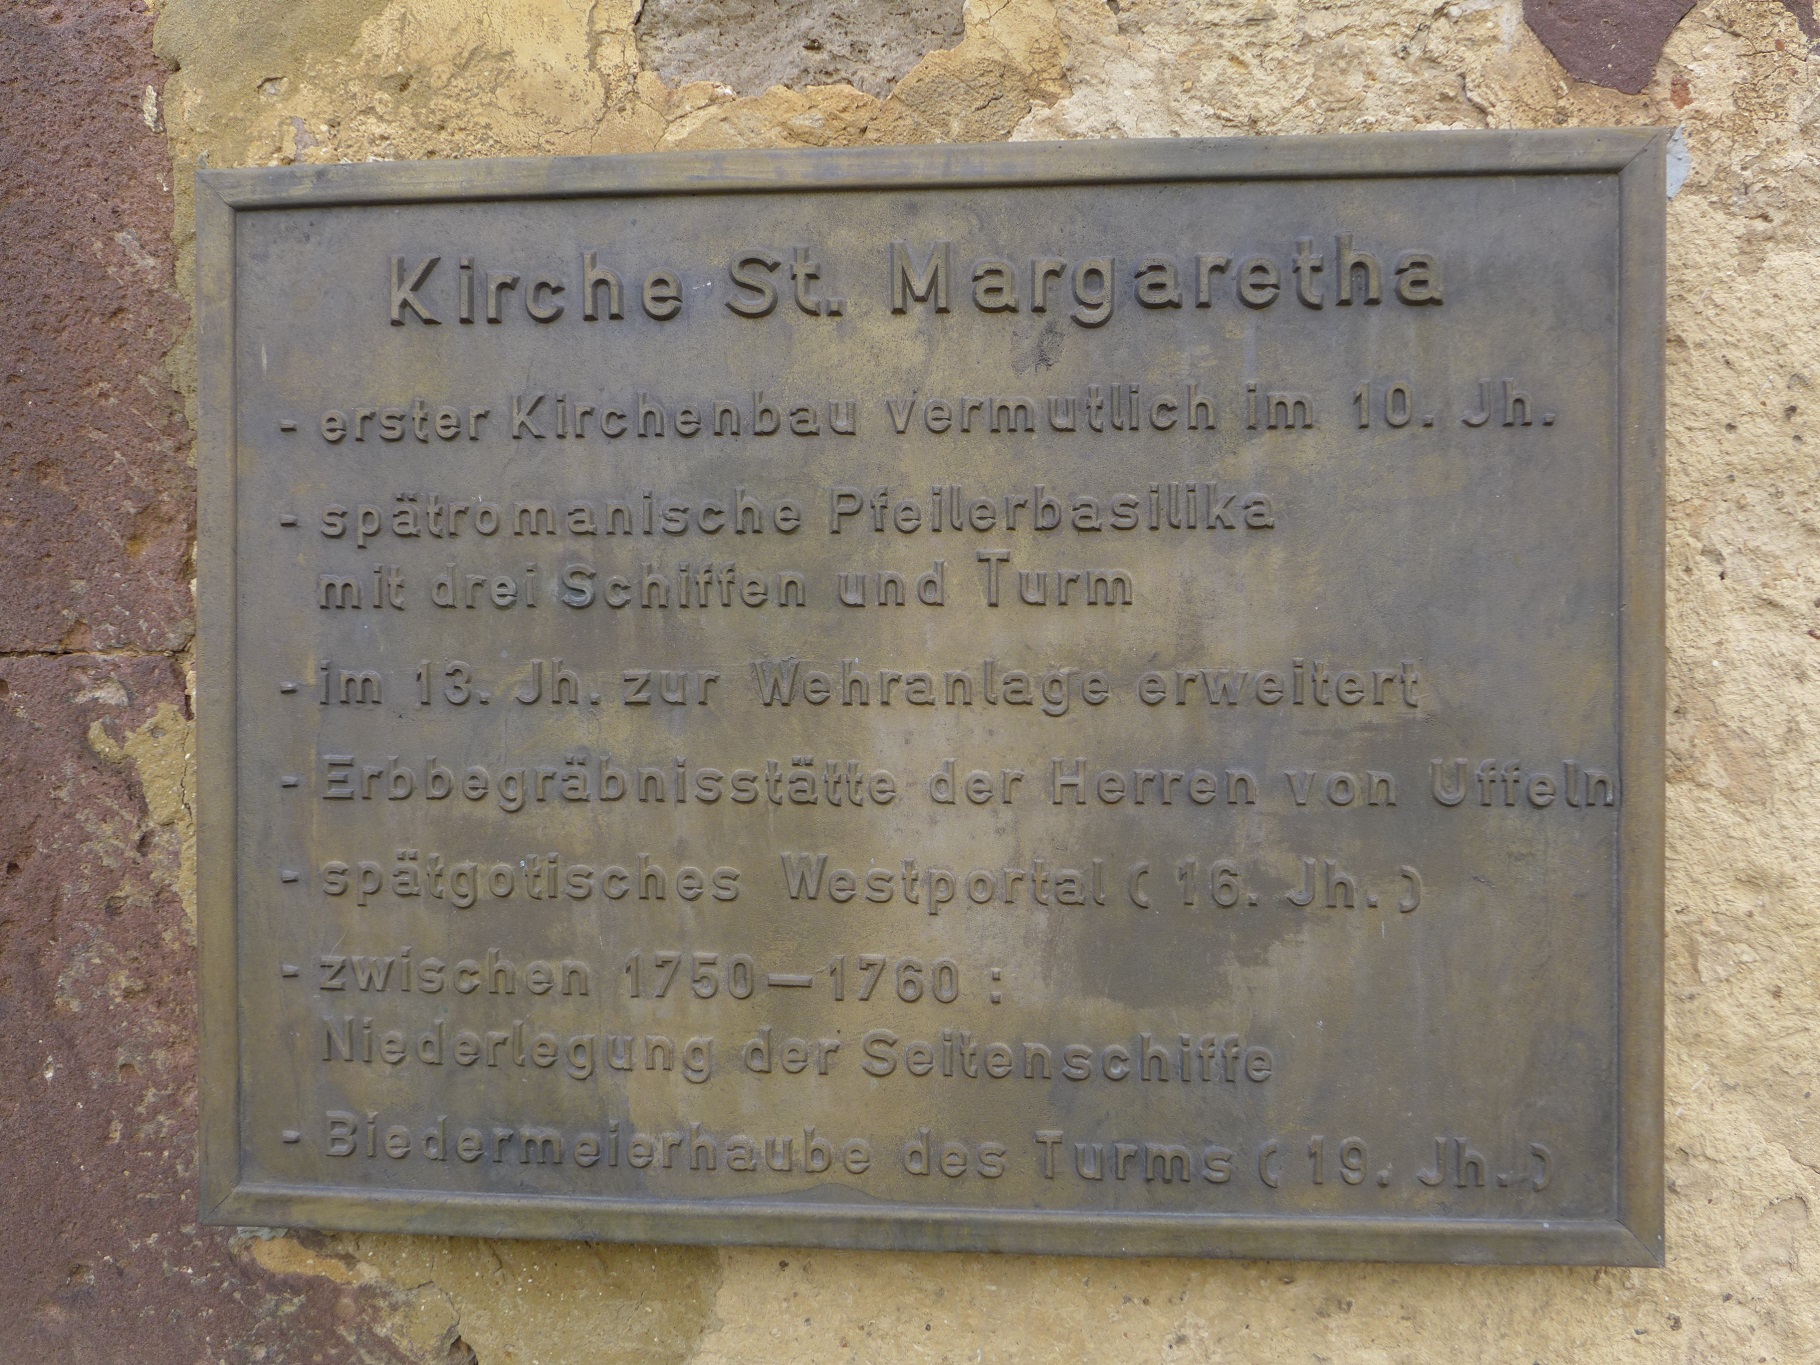 Kirche St. Margaretha
- erster Kirchenbau vermutlich im 10. Jh.
- spätromanische Pfeilerbasilika
mit drei Schiffen und Turm
- im 13. Jh. zur Wehranlage erweitert
- Erbbegräbnisstätte der Herren von Uffeln
- spätgotisches Westportal ( 16. Jh. )
- zwischen 1750—1760 :
Niederlegung der Seitenschiffe
- Biedermeierhaube des Turms ( 19. Jh. )